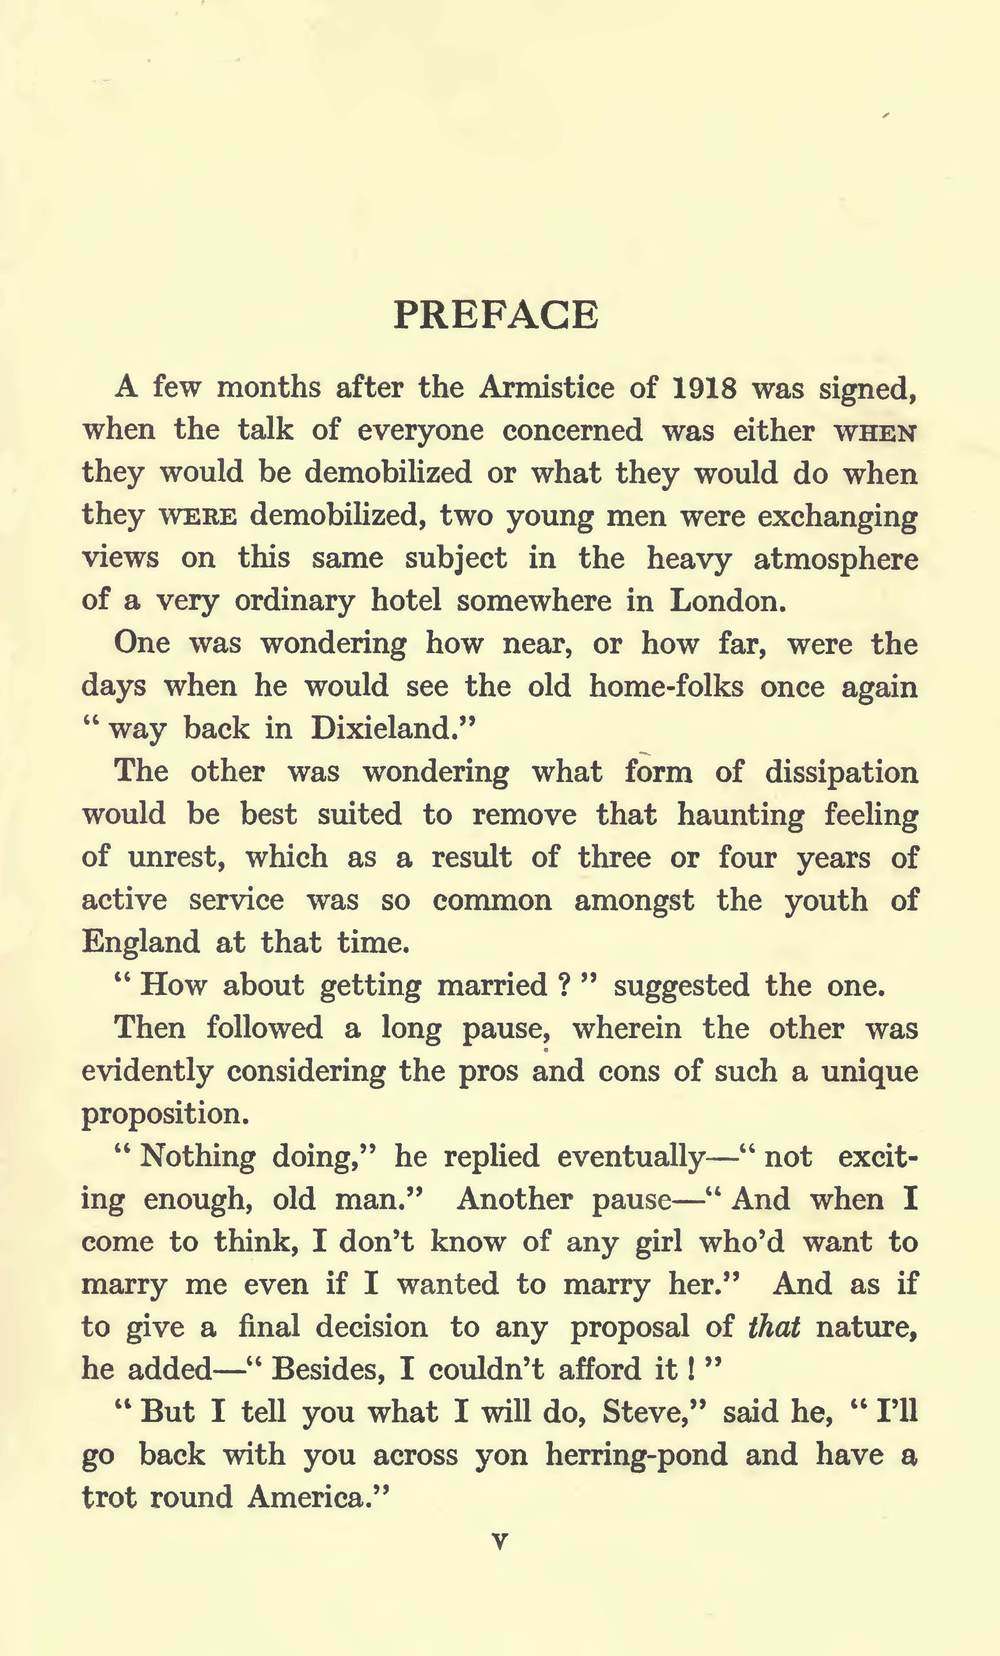 PREFACE
A few months after the Armistice of 1918 was signed,
when the talk of everyone concerned was either WHEN
they would be demobilized or what they would do when
they WERE demobilized, two young men were exchanging
views on this same subject in the heavy atmosphere
of a very ordinary hotel somewhere in London.
One was wondering how near, or how far, were the
days when he would see the old home-folks once again
“ way back in Dixieland.”
The other was wondering what form of dissipation
would be best suited to remove that haunting feeling
of unrest, which as a result of three or four years of
active service was so common amongst the youth of
England at that time.
“ How about getting married ? ” suggested the one.
Then followed a long pause, wherein the other was
evidently considering the pros and cons of such a unique
proposition.
“ Nothing doing,” he replied eventually—“ not excit-
ing enough, old man.” Another pause—“ And when I
come to think, I don’t know of any girl who’d want to
marry me even if I wanted to marry her.” And as if
to give a final decision to any proposal of that nature,
he added—“ Besides, I couldn’t afford it ! ”
“ But I tell you what I will do, Steve,” said he, “ I’ll
go back with you across yon herring-pond and have a
trot round America.”
v